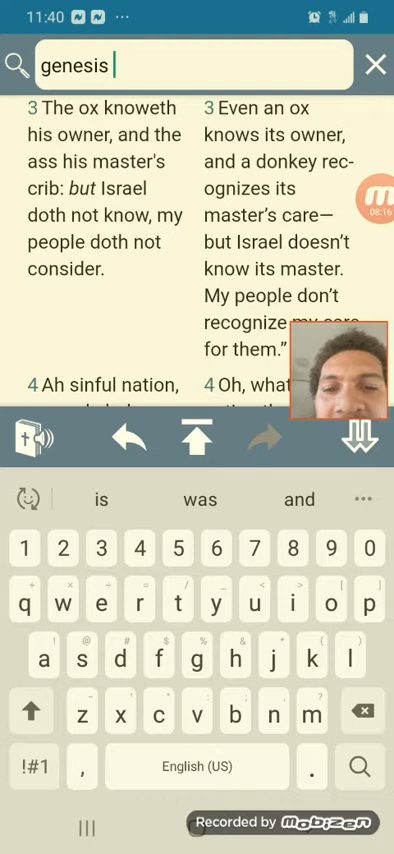 11:40
genesis
3 The ox knoweth
his owner, and the
ass his master's
crib: but Israel
doth not know, my
people doth not
consider.
4 Ah sinful nation,
3 Even an ox
knows its owner,
and a donkey rec-
ognizes its
master’s care—
but Israel doesn’t
know its master.
My people don’t
recognize my care
for them.”
4 Oh, what
08:16
is was and
1 2 3 4 5 6 7 8 9 0
+ × ÷ = / _ < > [ ]
q w e r t y u i o p
! @ # $ % ^ & * ( )
a s d f g h j k l
- ' " : ; , ?
z x c v b n m
!#1 , English (US) .
Recorded by mobizen